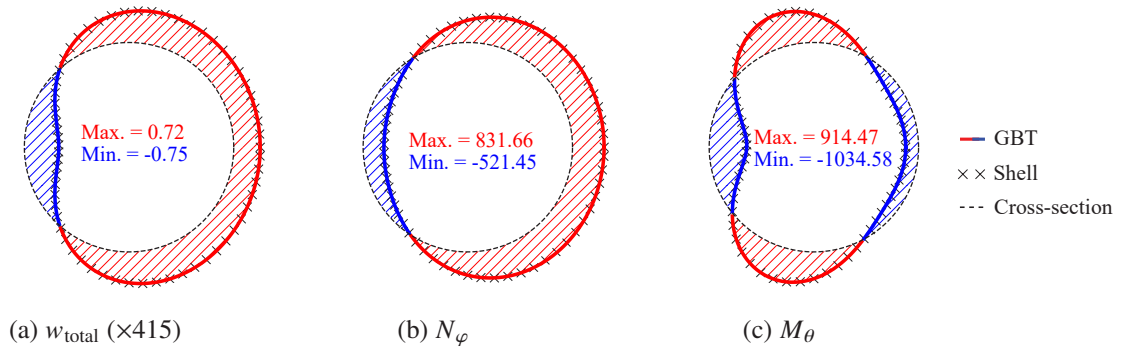 Max. = 0.72
Min. = -0.75
Max. = 831.66
Min. = -521.45
Max. = 914.47
Min. = -1034.58
GBT
Shell
Cross-section
(a) w_total (×415)
(b) N_φ
(c) M_θ